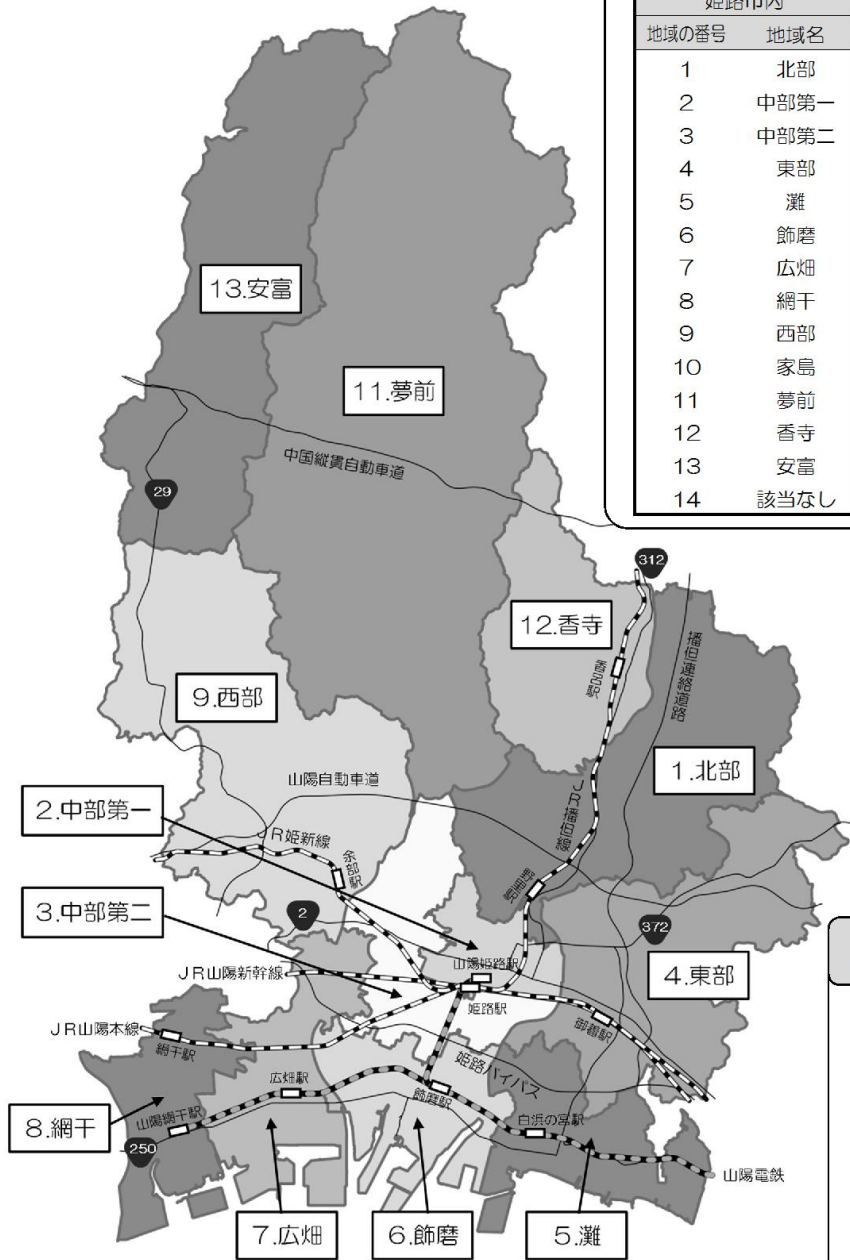 姫路市内
地域の番号 地域名
1 北部
2 中部第一
3 中部第二
4 東部
5 灘
6 飾磨
7 広畑
8 網干
9 西部
10 家島
11 夢前
12 香寺
13 安富
14 該当なし
13.安富
11.夢前
中国縦貫自動車道
29
312
12.香寺
香呂駅
播但連絡道路
9.西部
1.北部
山陽自動車道
JR播但線
2.中部第一
JR姫新線
余部駅
野里駅
3.中部第二
2
372
山陽姫路駅
4.東部
JR山陽新幹線
姫路駅
御着駅
JR山陽本線
網干駅
姫路バイパス
広畑駅
飾磨駅
8.網干
山陽網干駅
白浜の宮駅
250
山陽電鉄
7.広畑
6.飾磨
5.灘